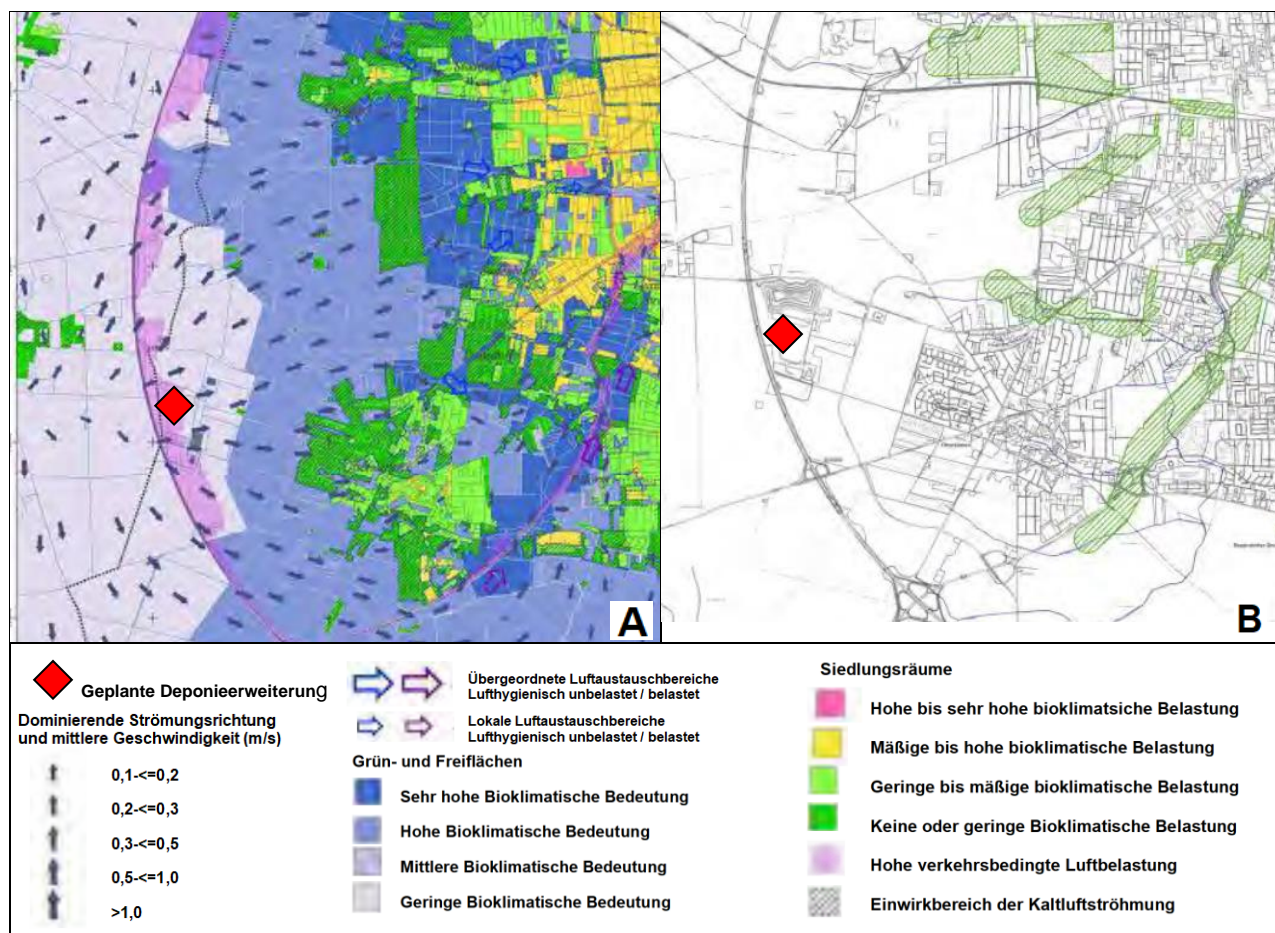 A
B
Geplante Deponieerweiterung
Dominierende Strömungsrichtung
und mittlere Geschwindigkeit (m/s)
0,1-<=0,2
0,2-<=0,3
0,3-<=0,5
0,5-<=1,0
>1,0
Übergeordnete Luftaustauschbereiche
Lufthygienisch unbelastet / belastet
Lokale Luftaustauschbereiche
Lufthygienisch unbelastet / belastet
Grün- und Freiflächen
Sehr hohe Bioklimatische Bedeutung
Hohe Bioklimatische Bedeutung
Mittlere Bioklimatische Bedeutung
Geringe Bioklimatische Bedeutung
Siedlungsräume
Hohe bis sehr hohe bioklimatsiche Belastung
Mäßige bis hohe bioklimatische Belastung
Geringe bis mäßige bioklimatische Belastung
Keine oder geringe Bioklimatische Belastung
Hohe verkehrsbedingte Luftbelastung
Einwirkbereich der Kaltluftströhmung